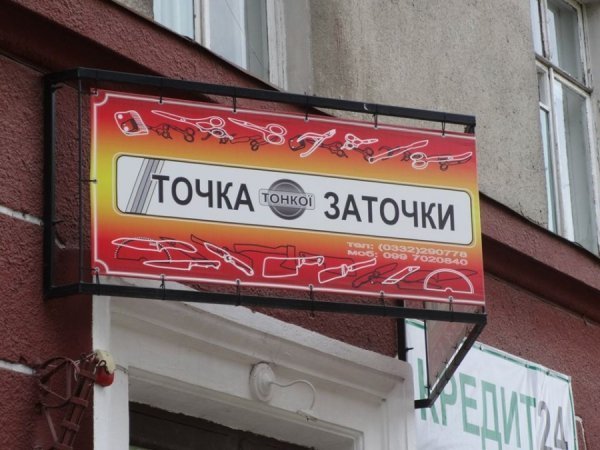 ТОЧКА ТОНКОЇ ЗАТОЧКИ
тел: (0332)290778
моб: 099 7020840
КРЕДИТ24